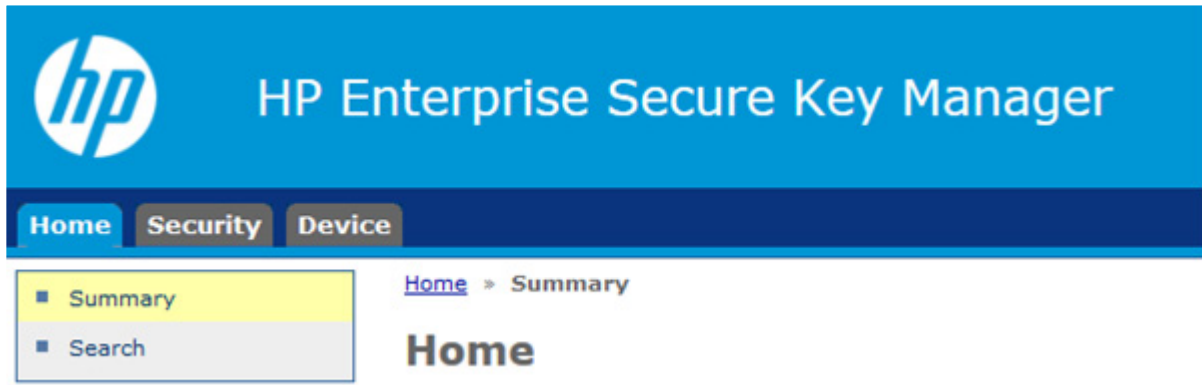 hp
HP Enterprise Secure Key Manager
Home Security Device
Summary
Search
Home » Summary
Home